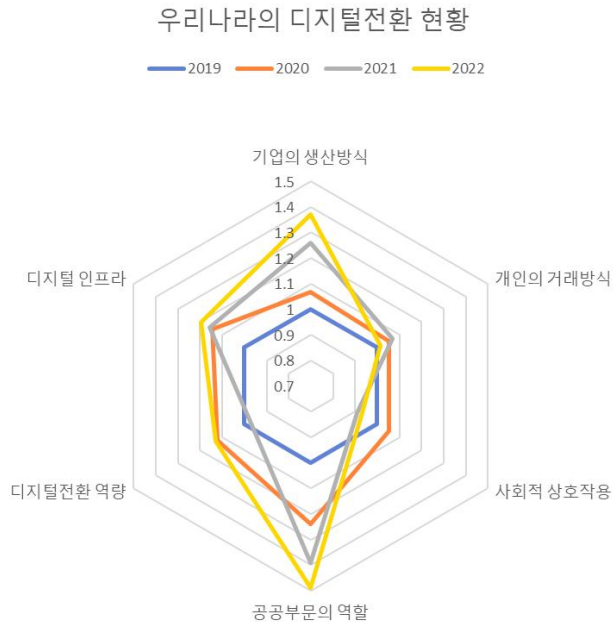 우리나라의 디지털전환 현황
2019 2020 2021 2022
기업의 생산방식
1.5
1.4
1.3
1.2
1.1
1
0.9
0.8
0.7
디지털 인프라
개인의 거래방식
디지털전환 역량
사회적 상호작용
공공부문의 역할